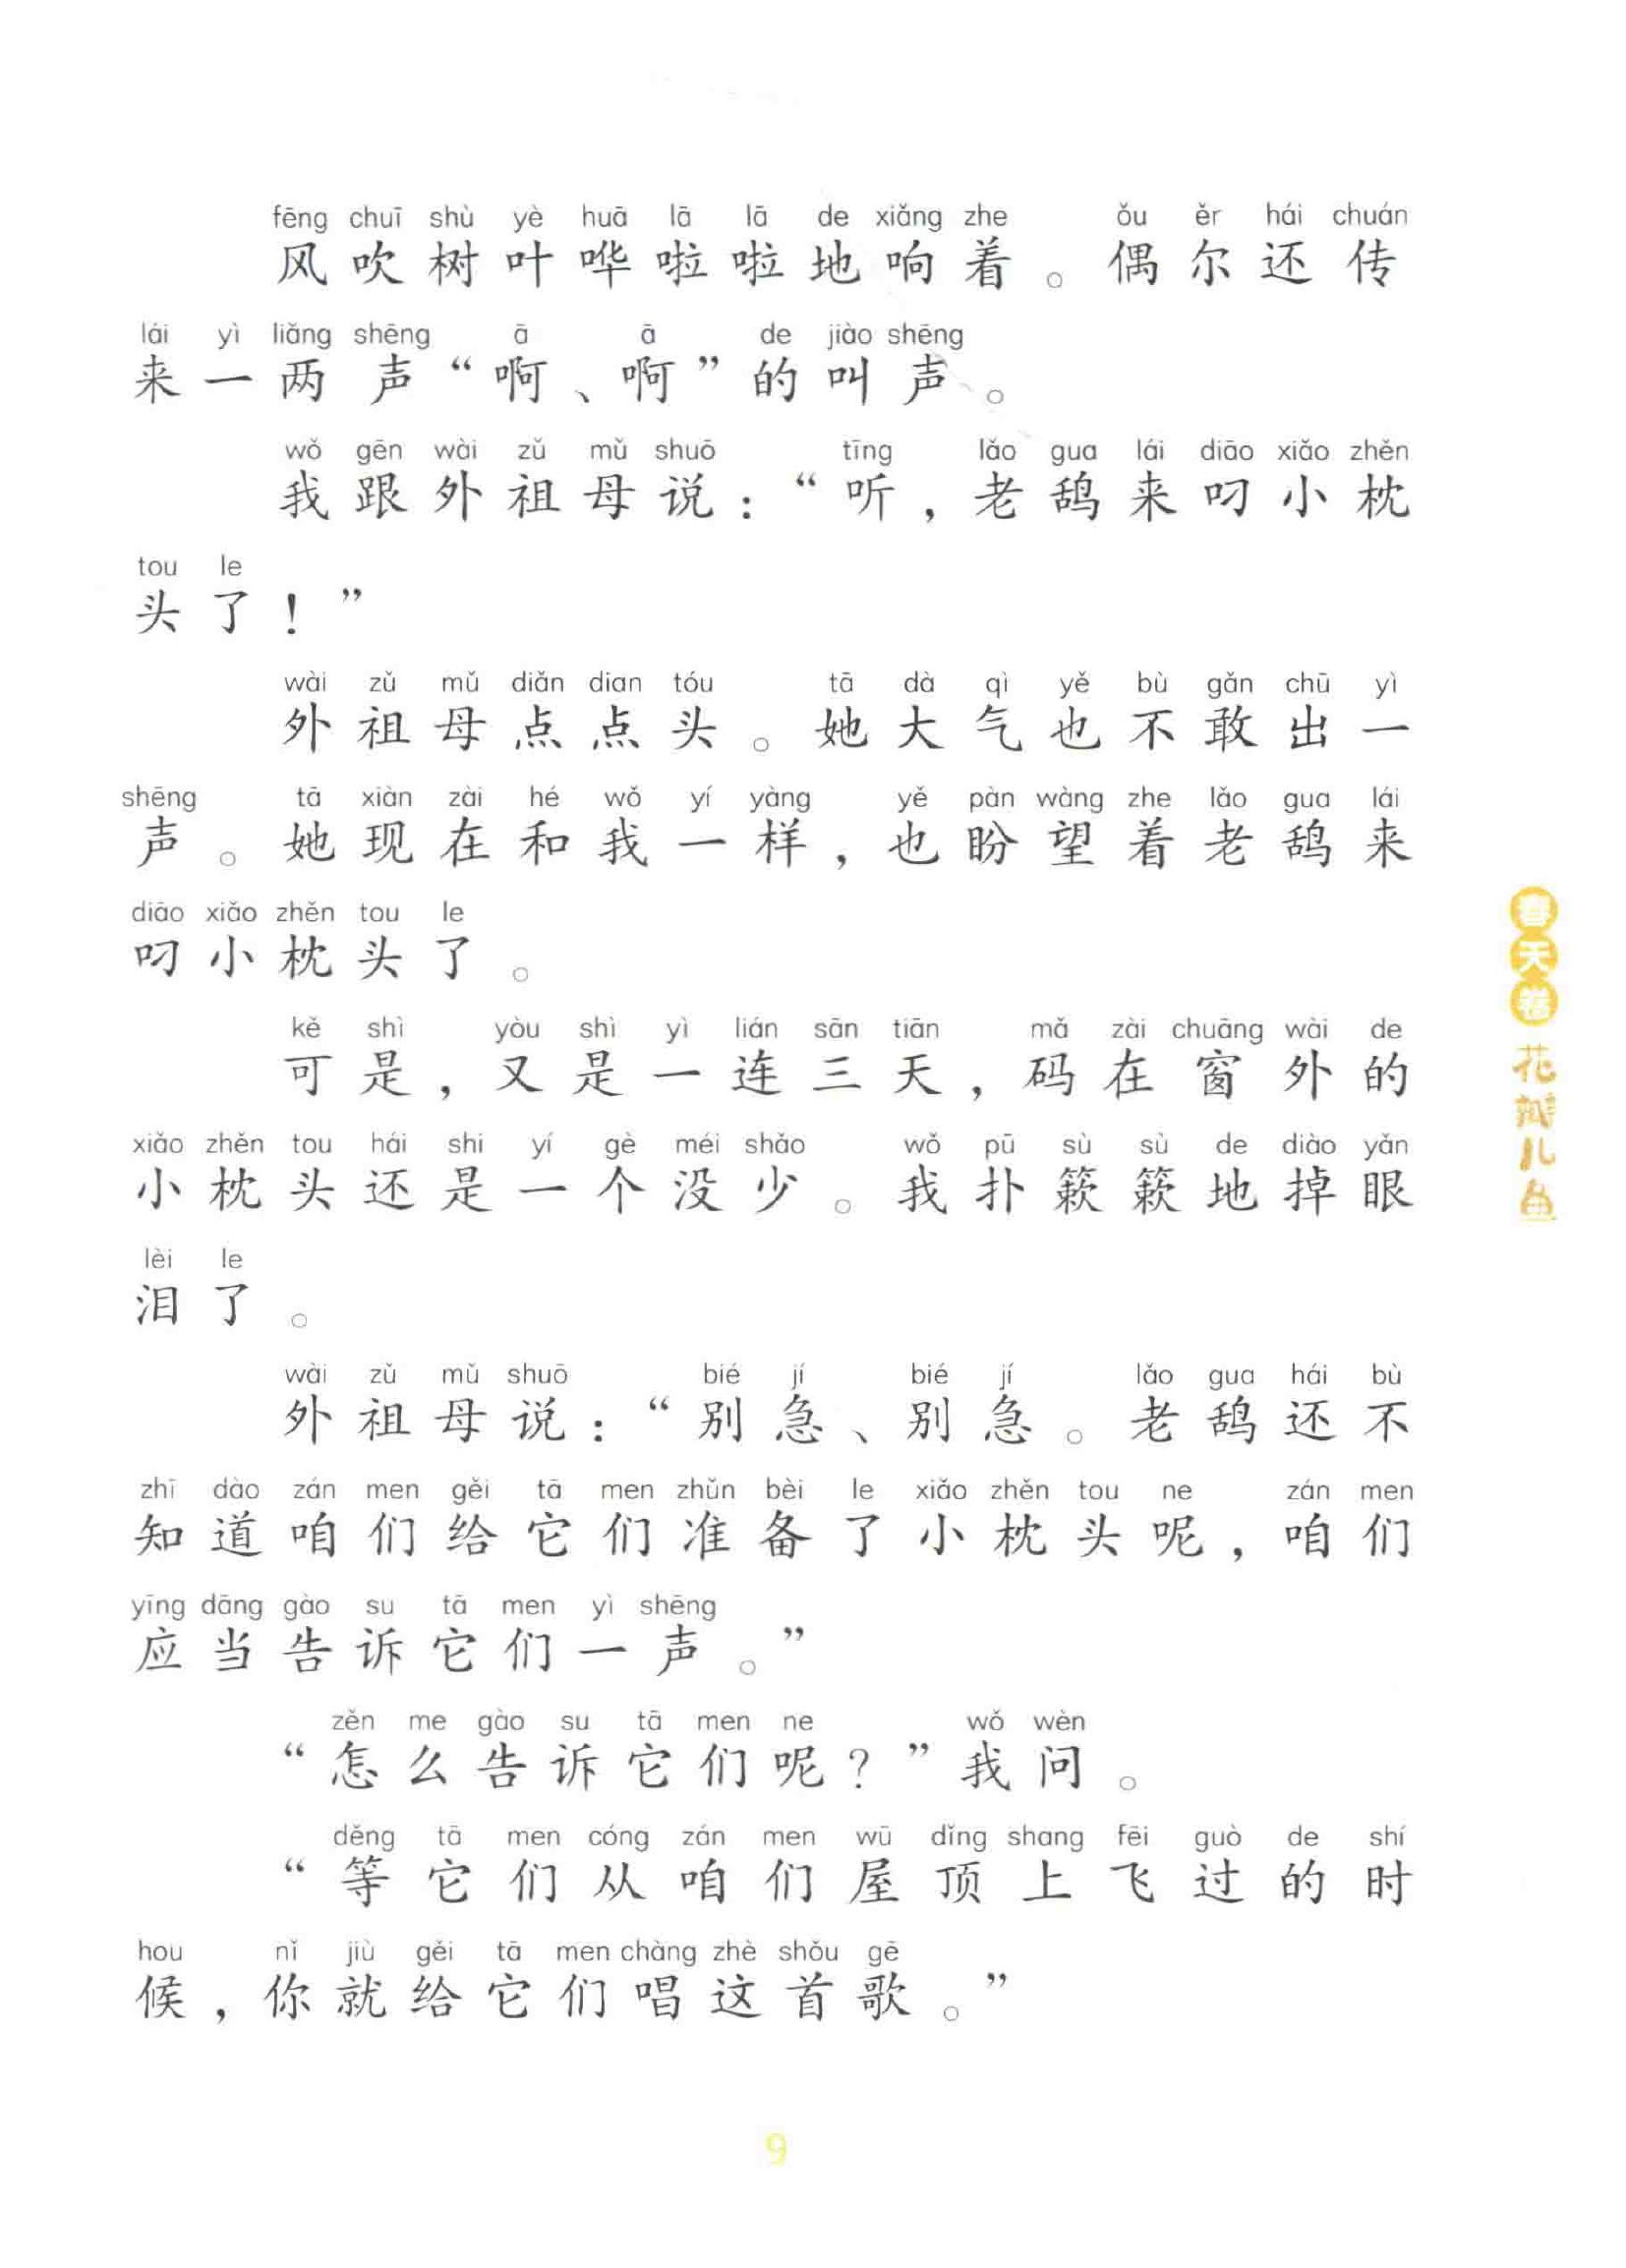 fēng chuī shù yè huā lā lā de xiǎng zhe ǒu ěr hái chuán
风吹树叶哗啦啦地响着。偶尔还传
lái yì liǎng shēng ā ā de jiào shēng
来一两声“啊、啊”的叫声。
wǒ gēn wài zǔ mǔ shuō tīng lǎo gua lái diāo xiǎo zhěn
我跟外祖母说：“听，老鸹来叼小枕
tou le
头了！”
wài zǔ mǔ diǎn dian tóu tā dà qì yě bù gǎn chū yì
外祖母点点头。她大气也不敢出一
shēng tā xiàn zài hé wǒ yí yàng yě pàn wàng zhe lǎo gua lái
声。她现在和我一样，也盼望着老鸹来
diāo xiǎo zhěn tou le
叼小枕头了。
kě shì yòu shì yì lián sān tiān mǎ zài chuāng wài de
可是，又是一连三天，码在窗外的
xiǎo zhěn tou hái shi yí gè méi shǎo wǒ pū sù sù de diào yǎn
小枕头还是一个没少。我扑簌簌地掉眼
lèi le
泪了。
wài zǔ mǔ shuō bié jí bié jí lǎo gua hái bù
外祖母说：“别急、别急。老鸹还不
zhī dào zán men gěi tā men zhǔn bèi le xiǎo zhěn tou ne zán men
知道咱们给它们准备了小枕头呢，咱们
yīng dāng gào su tā men yì shēng
应当告诉它们一声。”
zěn me gào su tā men ne wǒ wèn
“怎么告诉它们呢？”我问。
děng tā men cóng zán men wū dǐng shang fēi guò de shí
“等它们从咱们屋顶上飞过的时
hou nǐ jiù gěi tā men chàng zhè shǒu gē
候，你就给它们唱这首歌。”
春天卷 花瓣儿鱼
9